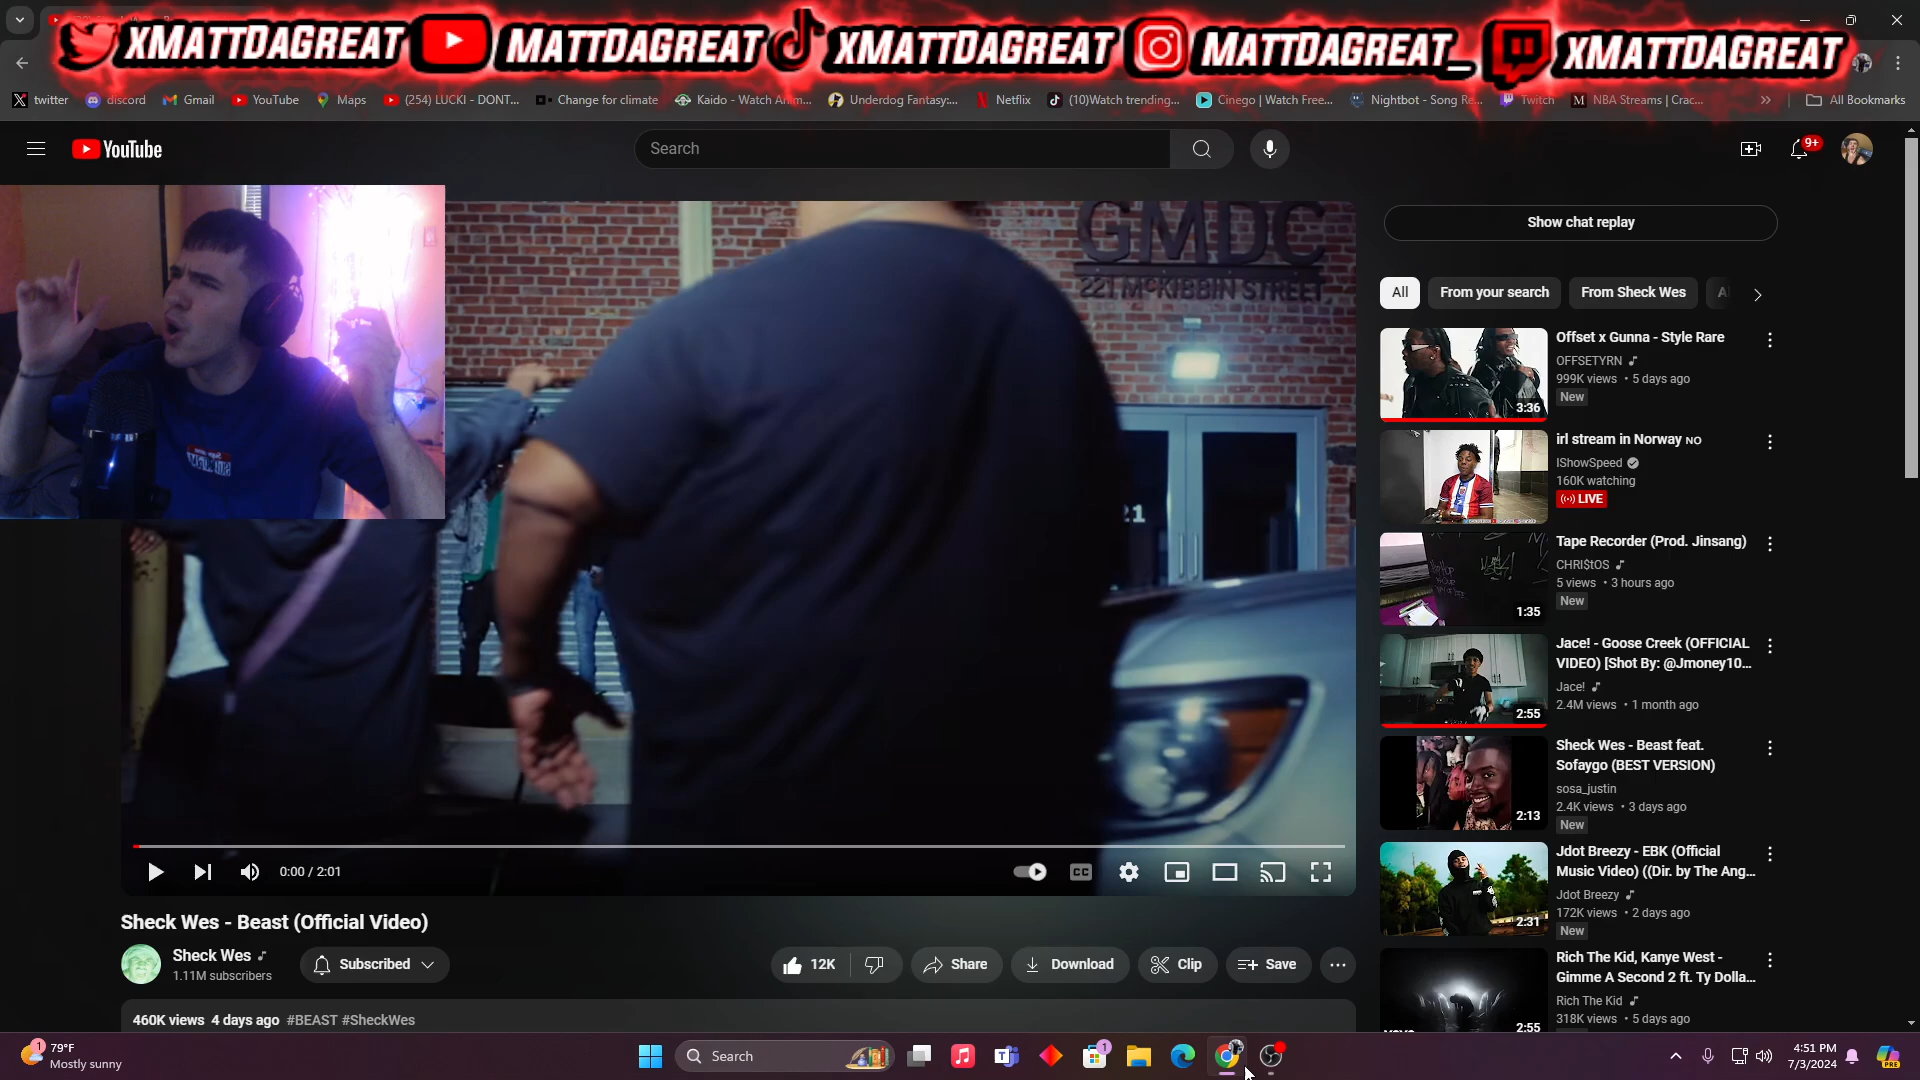 XMATTDAGREAT MATTDAGREAT XMATTDAGREAT MATTDAGREAT_ XMATTDAGREAT
twitter discord Gmail YouTube Maps (254) LUCKI - DONT... Change for climate Kaido - Watch Anim... Underdog Fantasy:... Netflix (10)Watch trending... Cinego | Watch Free... Nightbot - Song Re... Twitch NBA Streams | Crac... All Bookmarks
YouTube
Search
9+
GMDC
221 MCKIBBIN STREET
21
Show chat replay
All From your search From Sheck Wes
Offset x Gunna - Style Rare
OFFSETYRN
999K views • 5 days ago
New
3:36
irl stream in Norway NO
IShowSpeed
160K watching
LIVE
Tape Recorder (Prod. Jinsang)
CHRI$tOS
5 views • 3 hours ago
New
1:35
Jace! - Goose Creek (OFFICIAL
VIDEO) [Shot By: @Jmoney10...
Jace!
2.4M views • 1 month ago
2:55
Sheck Wes - Beast feat.
Sofaygo (BEST VERSION)
sosa_justin
2.4K views • 3 days ago
New
2:13
Jdot Breezy - EBK (Official
Music Video) ((Dir. by The Ang...
Jdot Breezy
172K views • 2 days ago
New
2:31
Rich The Kid, Kanye West -
Gimme A Second 2 ft. Ty Dolla...
Rich The Kid
318K views • 5 days ago
2:55
0:00 / 2:01
CC
Sheck Wes - Beast (Official Video)
Sheck Wes
1.11M subscribers
Subscribed
12K Share Download Clip Save
460K views 4 days ago #BEAST #SheckWes
1
79°F
Mostly sunny
Search
1
4:51 PM
7/3/2024
PRE